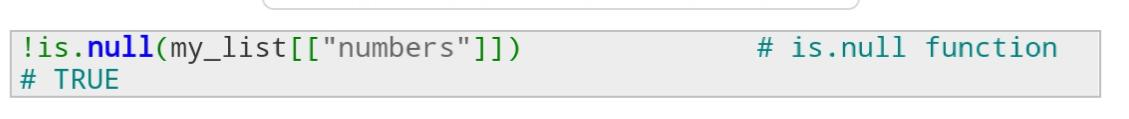 !is.null(my_list[["numbers"]])               # is.null function
# TRUE